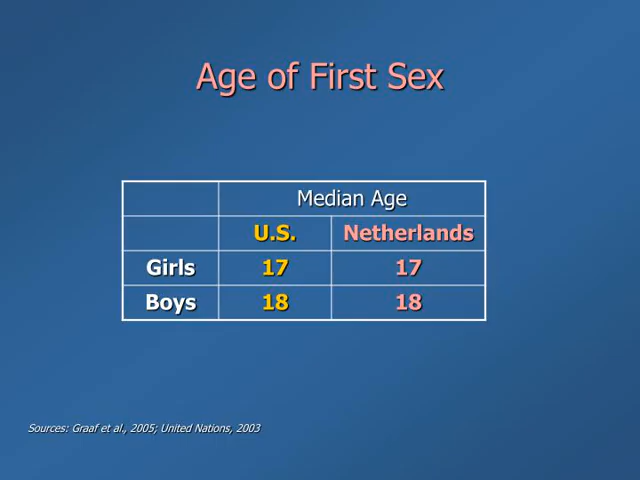 Age of First Sex
Median Age
U.S. Netherlands
Girls 17 17
Boys 18 18
Sources: Graaf et al., 2005; United Nations, 2003